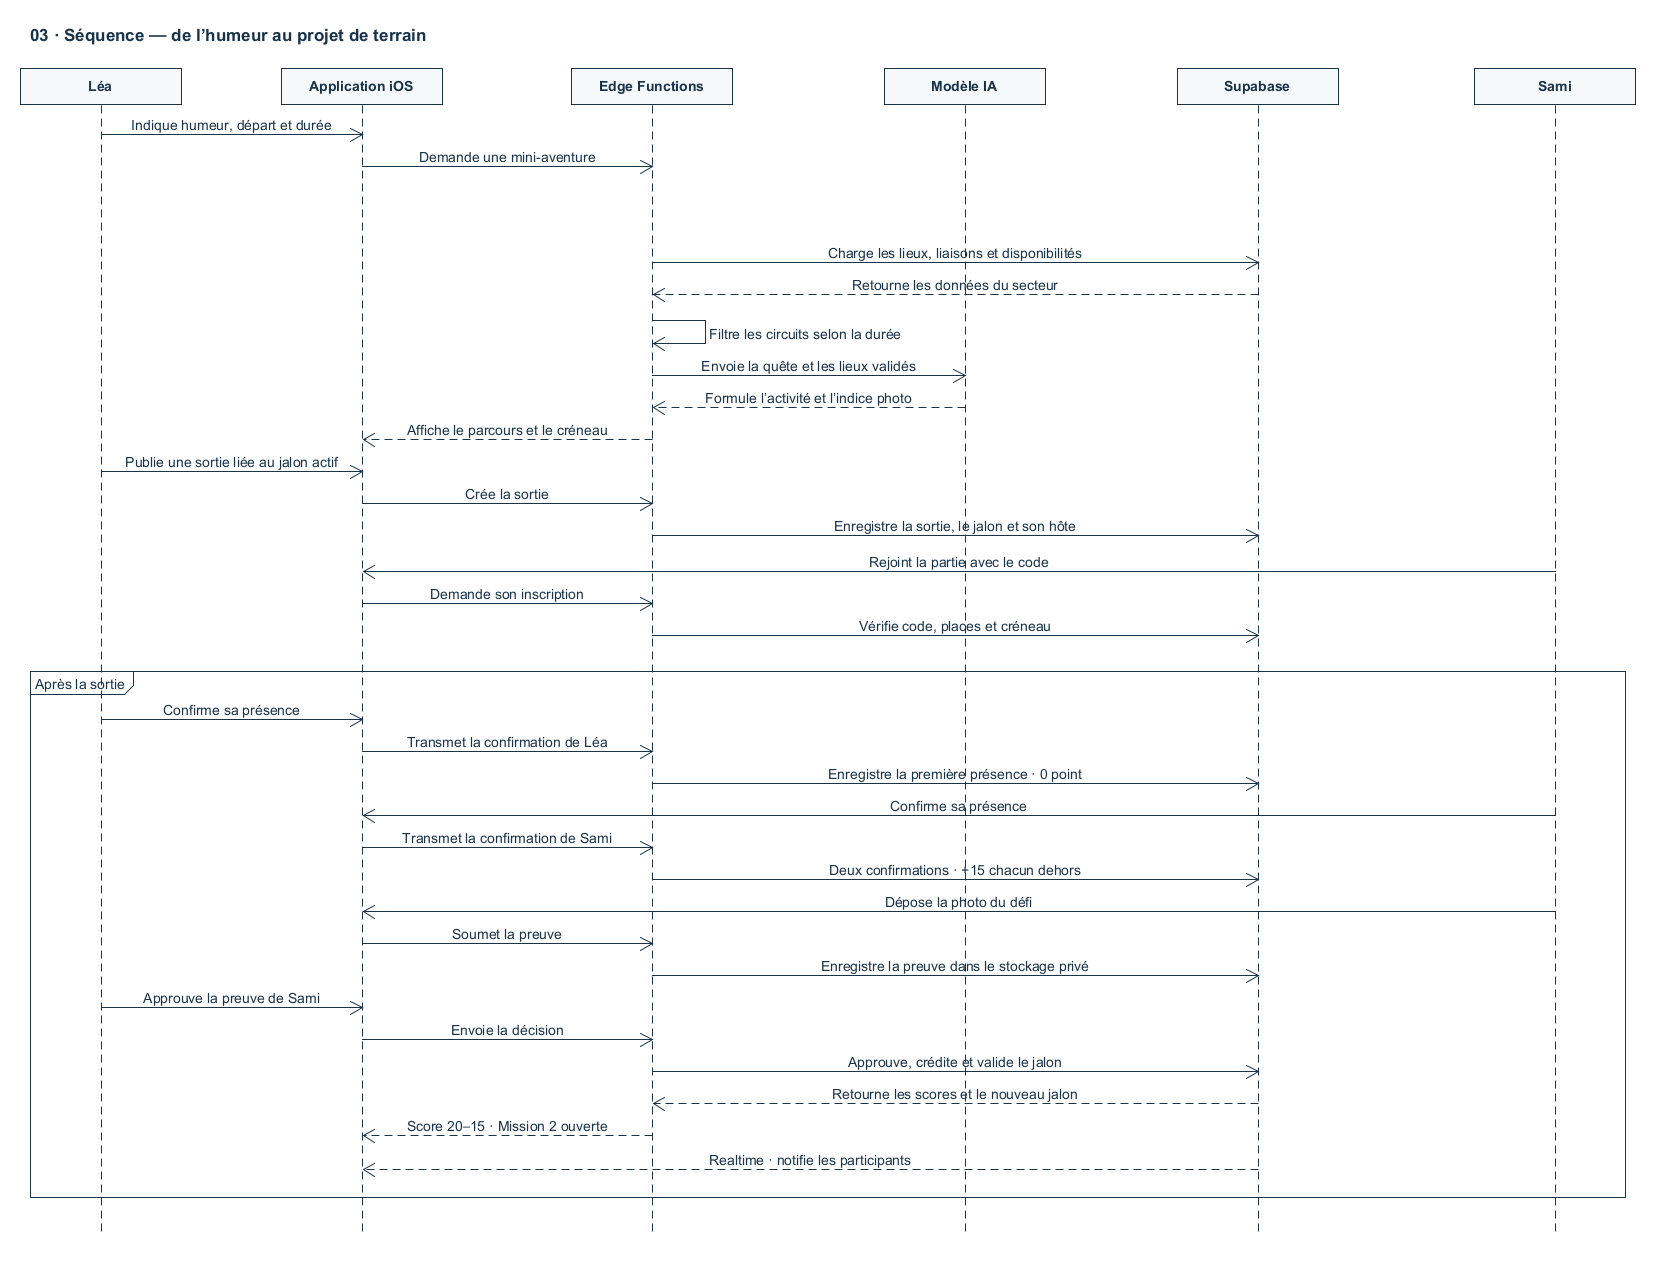 03 · Séquence — de l’humeur au projet de terrain
Léa
Application iOS
Edge Functions
Modèle IA
Supabase
Sami
Indique humeur, départ et durée
Demande une mini-aventure
Charge les lieux, liaisons et disponibilités
Retourne les données du secteur
Filtre les circuits selon la durée
Envoie la quête et les lieux validés
Formule l’activité et l’indice photo
Affiche le parcours et le créneau
Publie une sortie liée au jalon actif
Crée la sortie
Enregistre la sortie, le jalon et son hôte
Rejoint la partie avec le code
Demande son inscription
Vérifie code, places et créneau
Après la sortie
Confirme sa présence
Transmet la confirmation de Léa
Enregistre la première présence · 0 point
Confirme sa présence
Transmet la confirmation de Sami
Deux confirmations · +15 chacun dehors
Dépose la photo du défi
Soumet la preuve
Enregistre la preuve dans le stockage privé
Approuve la preuve de Sami
Envoie la décision
Approuve, crédite et valide le jalon
Retourne les scores et le nouveau jalon
Score 20–15 · Mission 2 ouverte
Realtime · notifie les participants